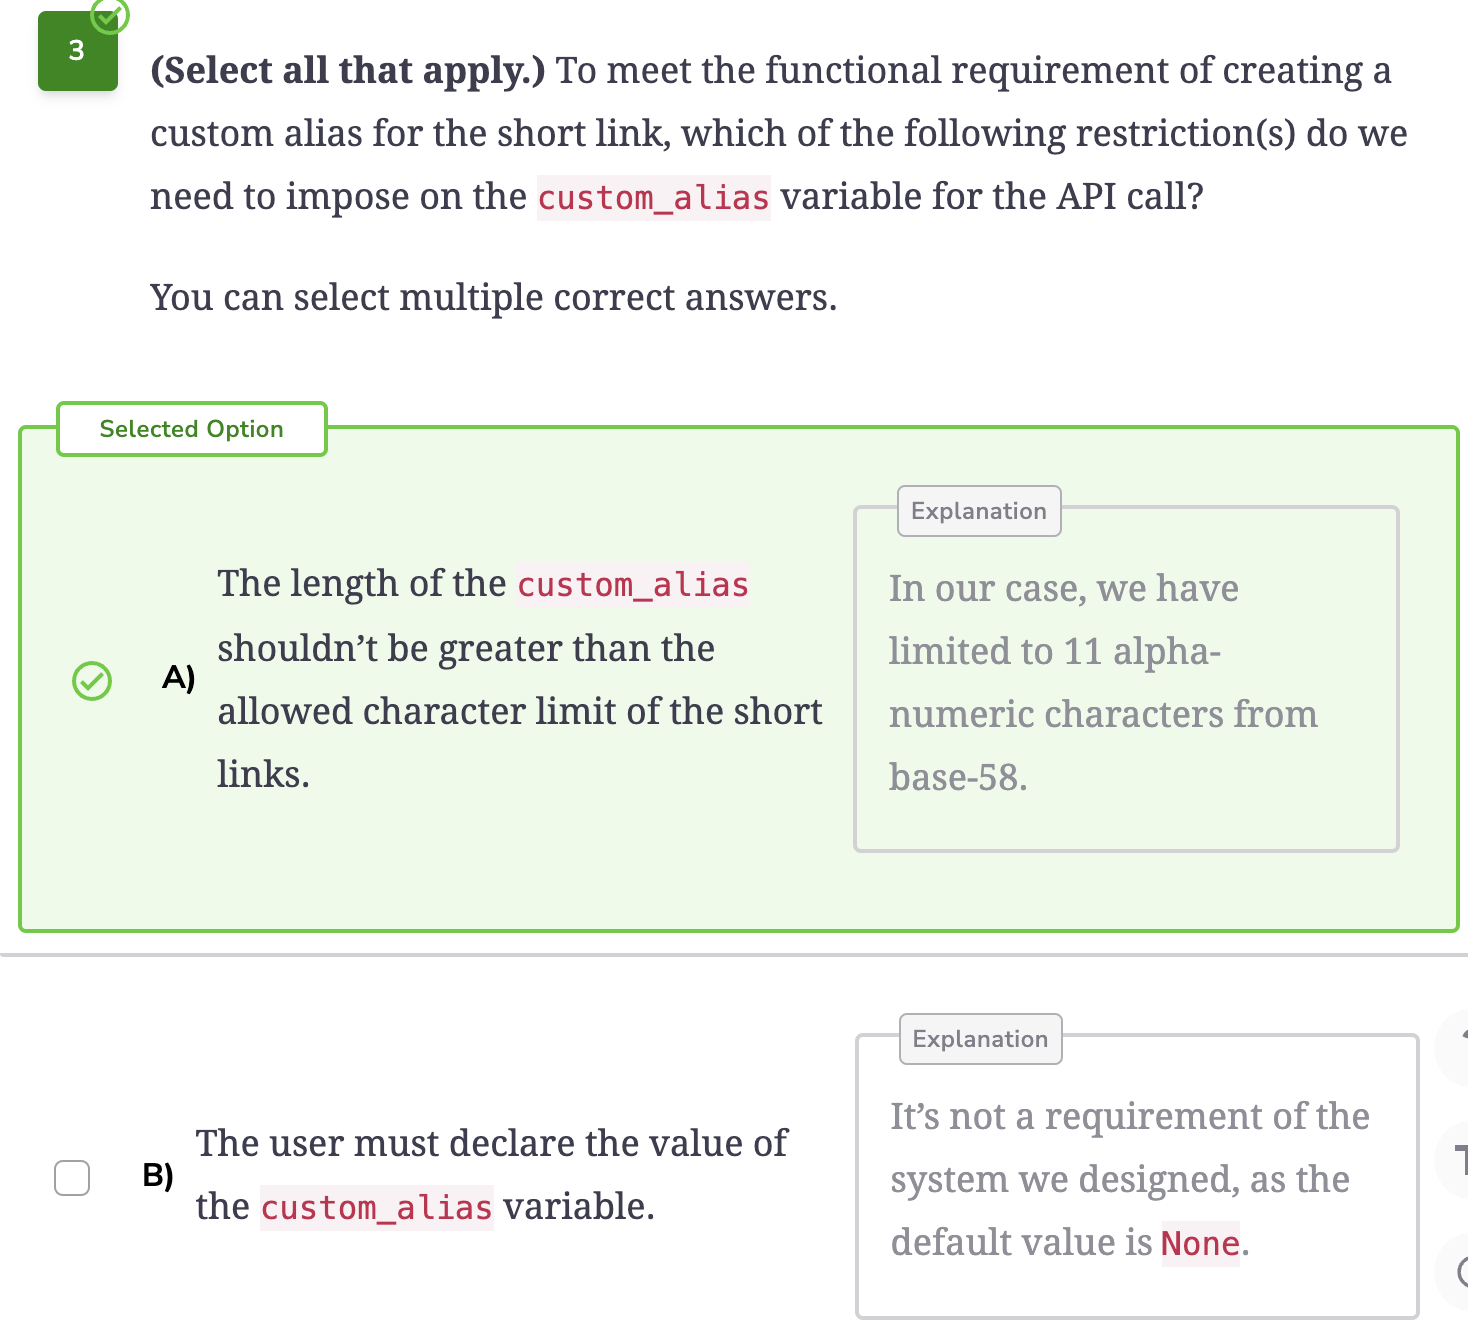 3
(Select all that apply.) To meet the functional requirement of creating a
custom alias for the short link, which of the following restriction(s) do we
need to impose on the custom_alias variable for the API call?
You can select multiple correct answers.
Selected Option
A)
The length of the custom_alias
shouldn’t be greater than the
allowed character limit of the short
links.
Explanation
In our case, we have
limited to 11 alpha-
numeric characters from
base-58.
B)
The user must declare the value of
the custom_alias variable.
Explanation
It’s not a requirement of the
system we designed, as the
default value is None.